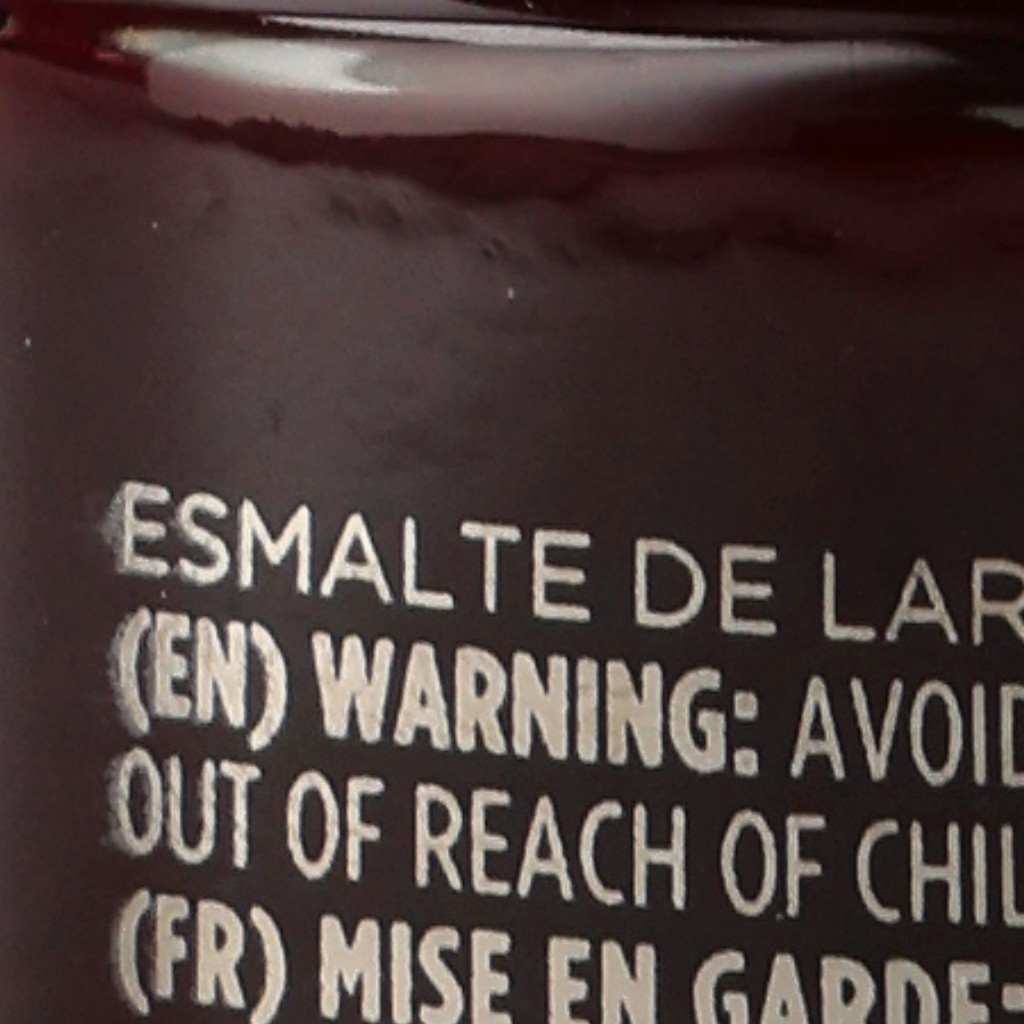 ESMALTE DE LAR
(EN) WARNING: AVOID
OUT OF REACH OF CHIL
(FR) MISE EN GARDE: